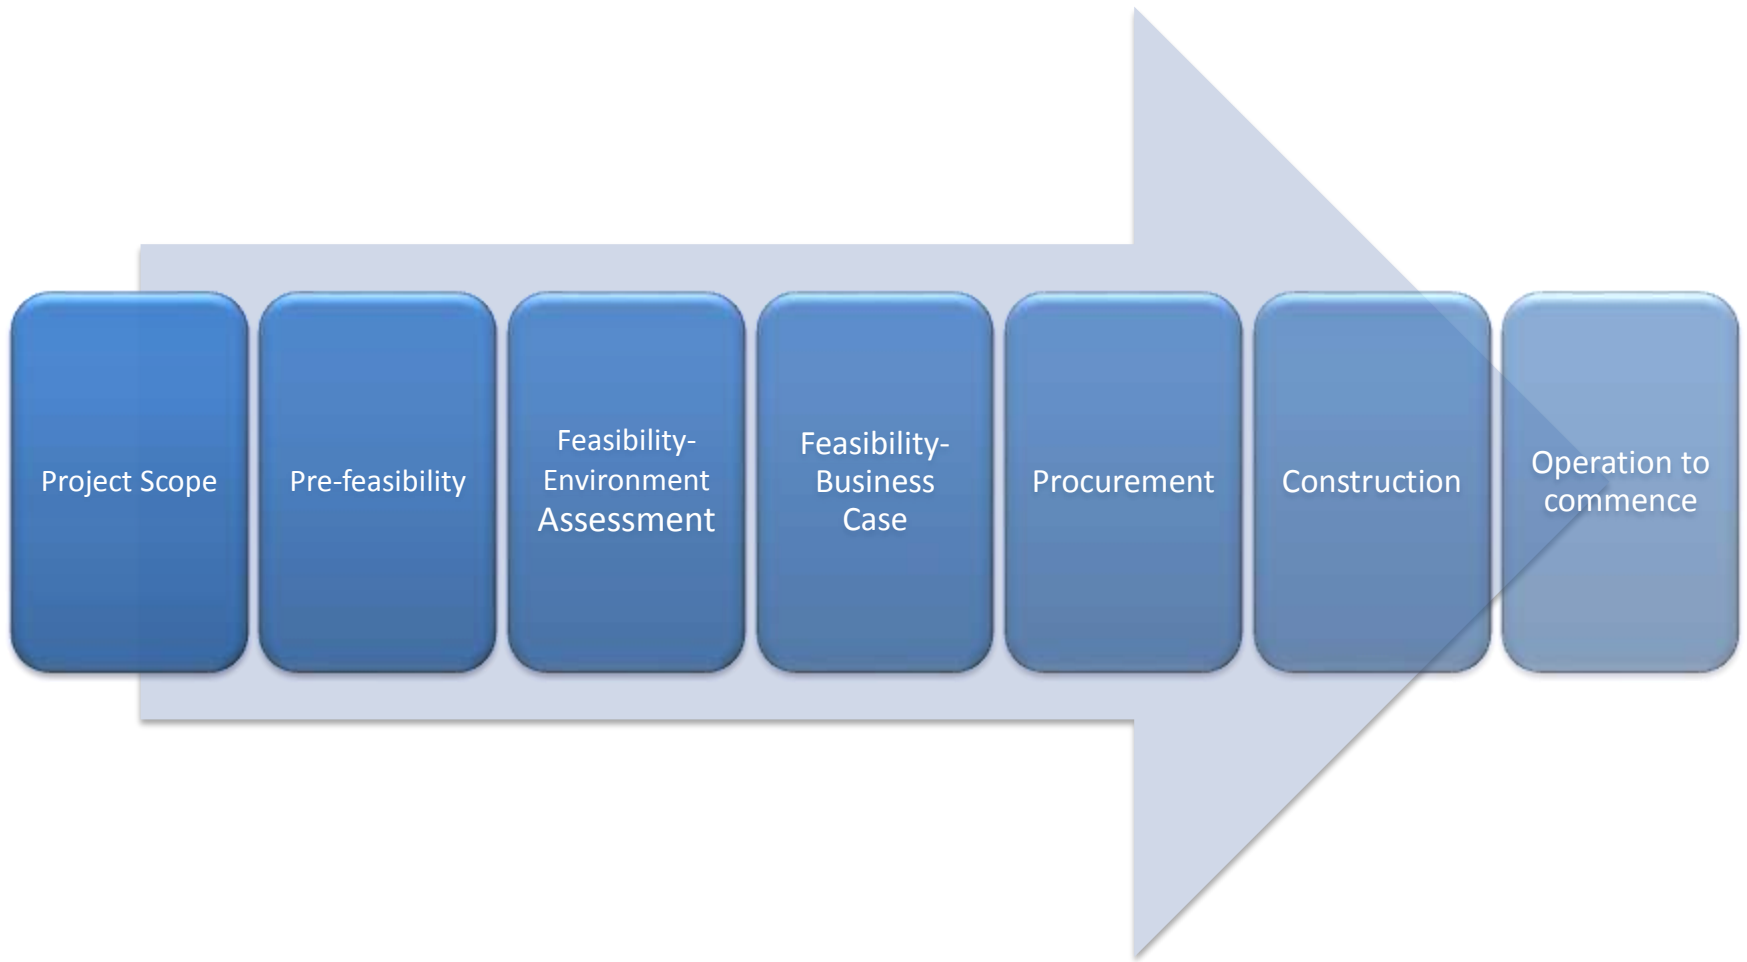 Project Scope
Pre-feasibility
Feasibility-
Environment
Assessment
Feasibility-
Business
Case
Procurement
Construction
Operation to
commence